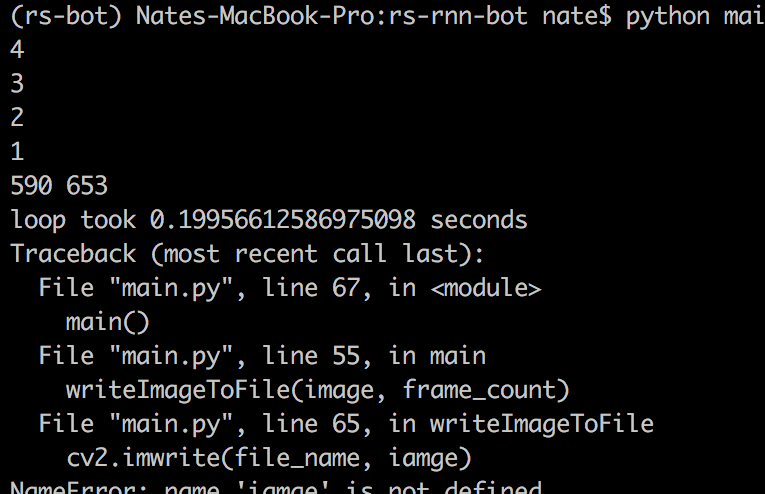 (rs-bot) Nates-MacBook-Pro:rs-rnn-bot nate$ python mai
4
3
2
1
590 653
loop took 0.19956612586975098 seconds
Traceback (most recent call last):
  File "main.py", line 67, in <module>
    main()
  File "main.py", line 55, in main
    writeImageToFile(image, frame_count)
  File "main.py", line 65, in writeImageToFile
    cv2.imwrite(file_name, iamge)
NameError: name 'iamge' is not defined